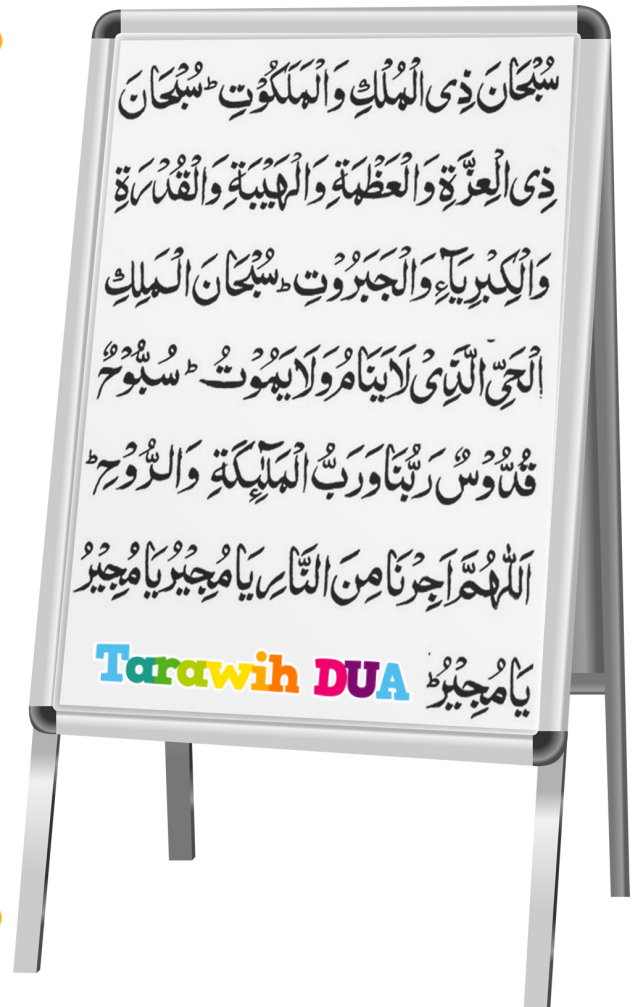 سُبْحَانَ ذِى الْمُلْكِ وَالْمَلَكُوْتِ ؕ سُبْحَانَ
ذِى الْعِزَّةِ وَالْعَظْمَةِ وَالْهَيْبَةِ وَالْقُدْرَةِ
وَالْكِبْرِيَآءِ وَالْجَبَرُوْتِ ؕ سُبْحَانَ الْمَلِكِ
الْحَىِّ الَّذِىْ لَا يَنَامُ وَلَا يَمُوْتُ ؕ سُبُّوْحٌ
قُدُّوْسٌ رَبُّنَا وَرَبُّ الْمَلٰٓئِكَةِ وَالرُّوْحِ ؕ
اَللّٰهُمَّ اَجِرْنَا مِنَ النَّارِ يَا مُجِيْرُ يَا مُجِيْرُ
يَا مُجِيْرُ ؕ
Tarawih DUA